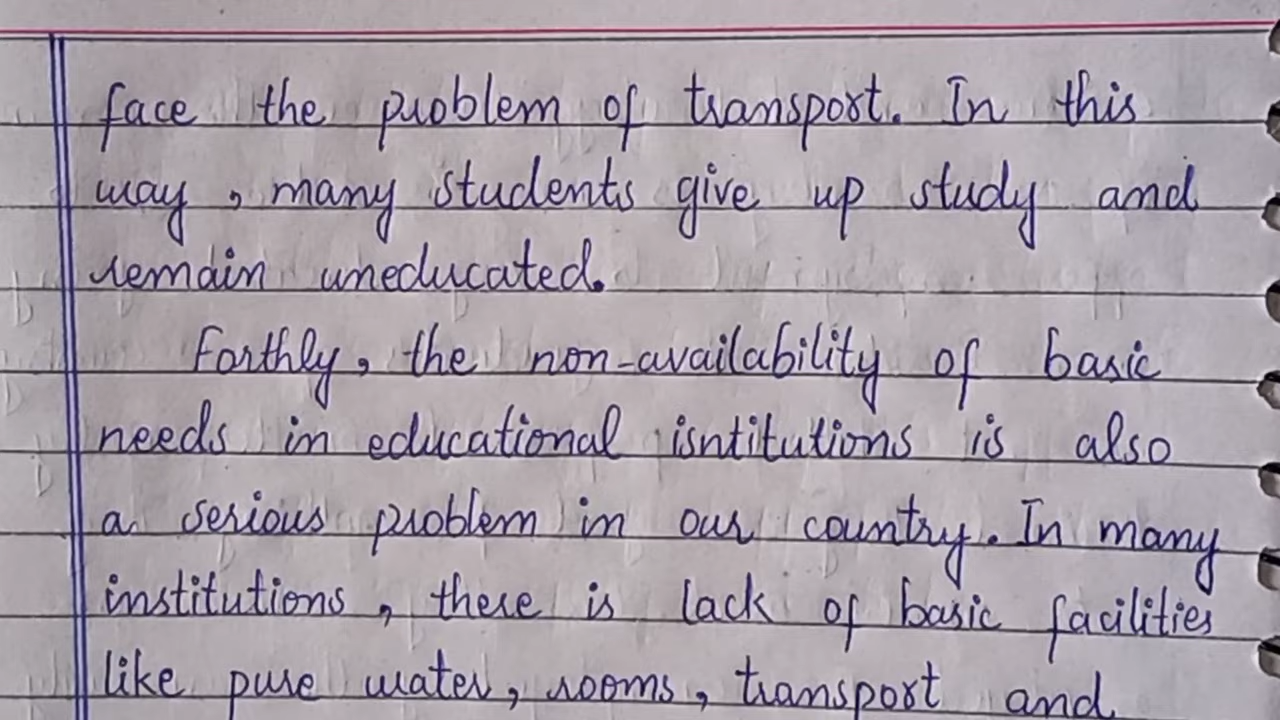 face the problem of transport. In this
way, many students give up study and
remain uneducated.
Forthly, the non-availability of basic
needs in educational isntitutions is also
a serious problem in our country. In many
institutions, there is lack of basic facilities
like pure water, rooms, transport and